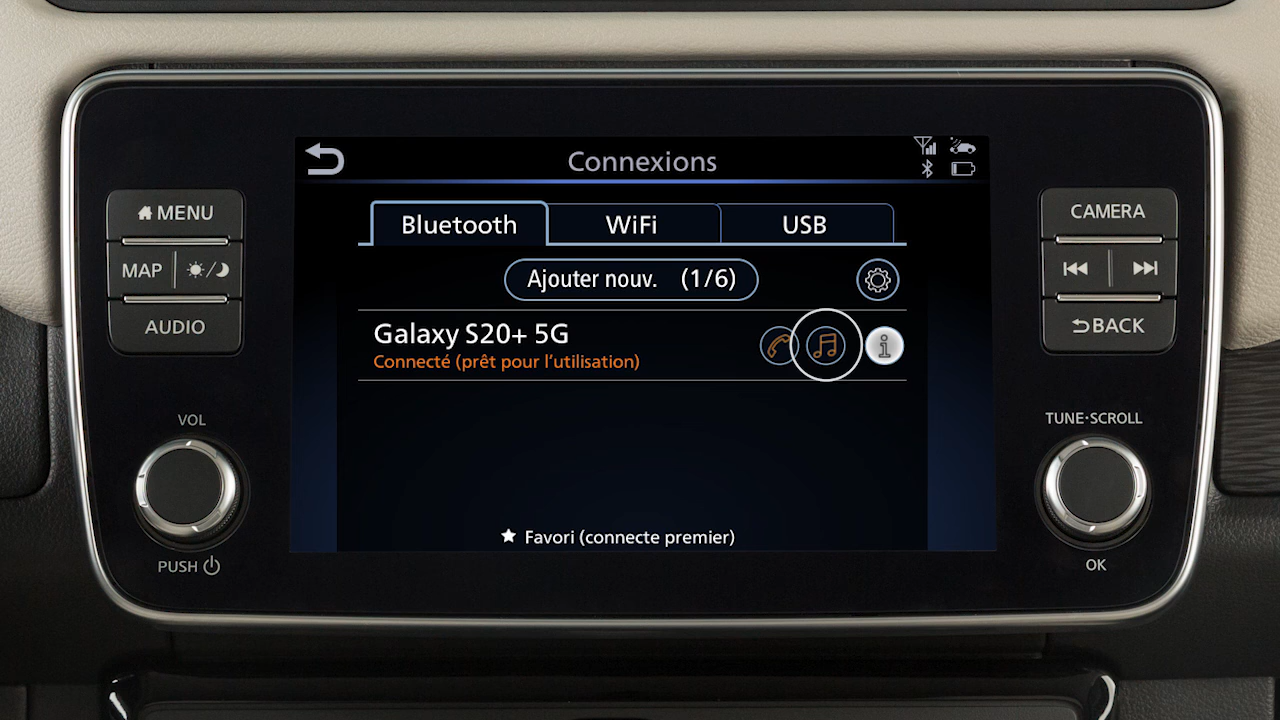 Connexions
MENU
MAP
AUDIO
VOL
PUSH
Bluetooth WiFi USB
Ajouter nouv. (1/6)
Galaxy S20+ 5G
Connecté (prêt pour l’utilisation)
Favori (connecte premier)
CAMERA
BACK
TUNE·SCROLL
OK